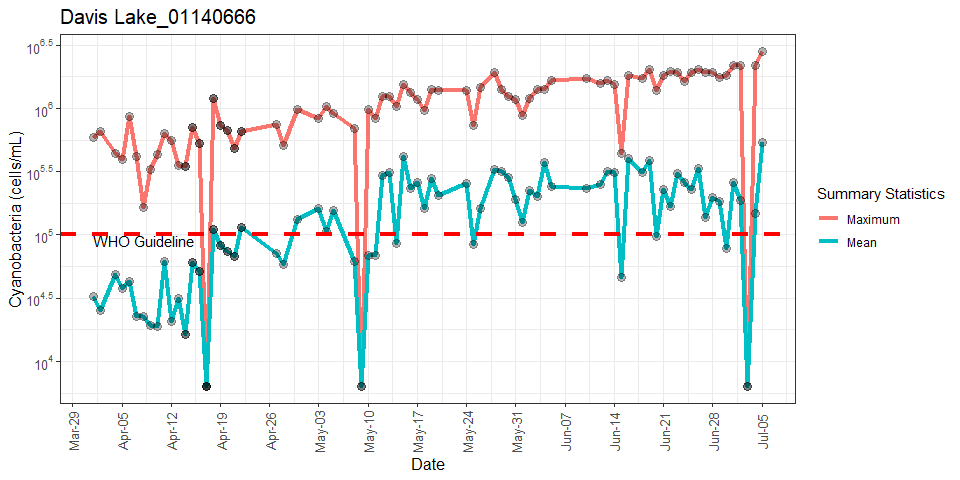 Davis Lake_01140666
Cyanobacteria (cells/mL)
10^6.5
10^6
10^5.5
10^5
10^4.5
10^4
WHO Guideline
Mar-29
Apr-05
Apr-12
Apr-19
Apr-26
May-03
May-10
May-17
May-24
May-31
Jun-07
Jun-14
Jun-21
Jun-28
Jul-05
Date
Summary Statistics
Maximum
Mean